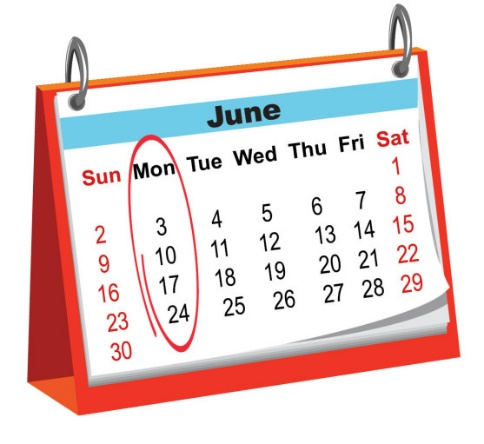 June
Sun Mon Tue Wed Thu Fri Sat
1
2 3 4 5 6 7 8
9 10 11 12 13 14 15
16 17 18 19 20 21 22
23 24 25 26 27 28 29
30